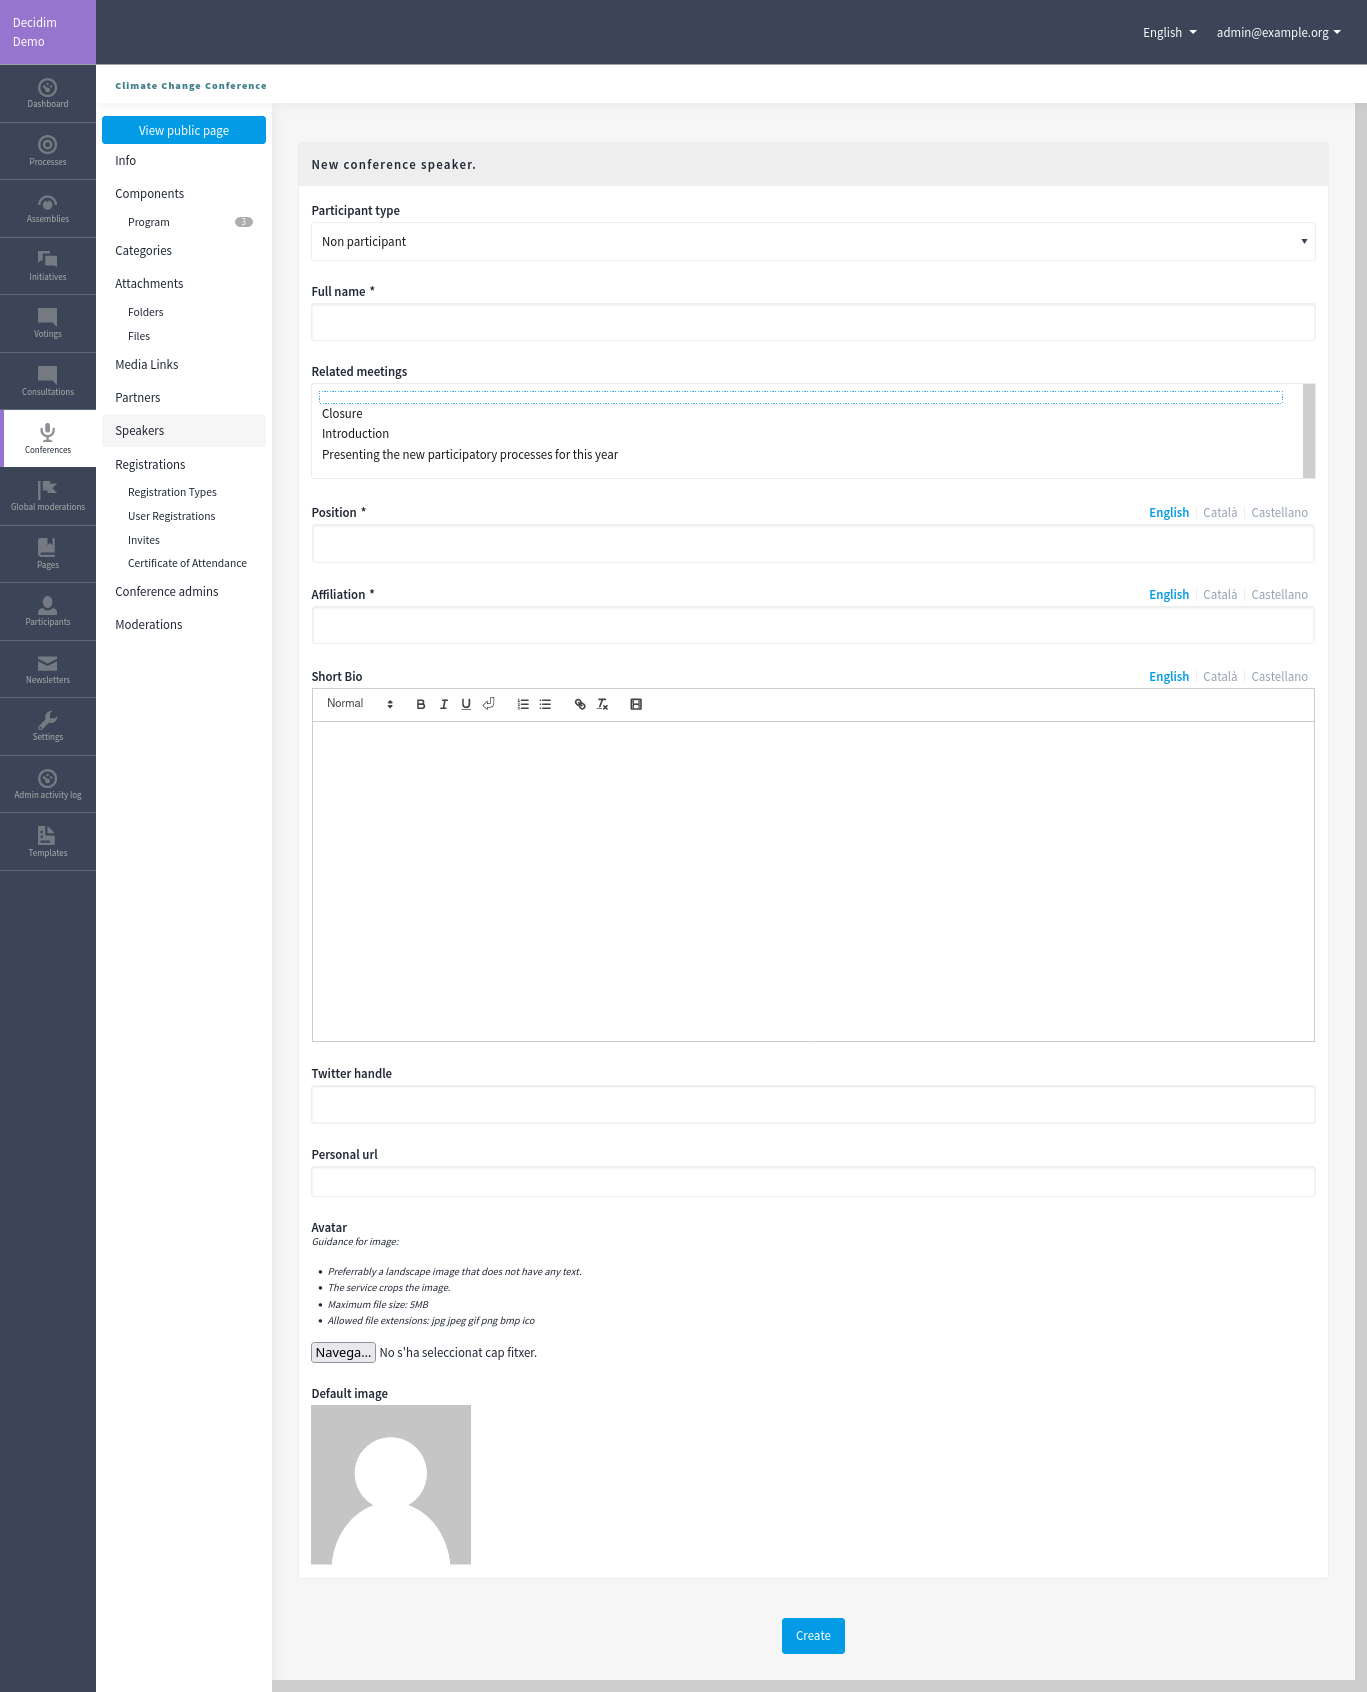 Decidim
Demo
English
admin@example.org
Climate Change Conference
Dashboard
Processes
Assemblies
Initiatives
Votings
Consultations
Conferences
Global moderations
Pages
Participants
Newsletters
Settings
Admin activity log
Templates
View public page
Info
Components
Program 3
Categories
Attachments
Folders
Files
Media Links
Partners
Speakers
Registrations
Registration Types
User Registrations
Invites
Certificate of Attendance
Conference admins
Moderations
New conference speaker.
Participant type
Non participant
Full name *
Related meetings
Closure
Introduction
Presenting the new participatory processes for this year
Position * English Català Castellano
Affiliation * English Català Castellano
Short Bio English Català Castellano
Normal
Twitter handle
Personal url
Avatar
Guidance for image:
• Preferrably a landscape image that does not have any text.
• The service crops the image.
• Maximum file size: 5MB
• Allowed file extensions: jpg jpeg gif png bmp ico
Navega... No s'ha seleccionat cap fitxer.
Default image
Create